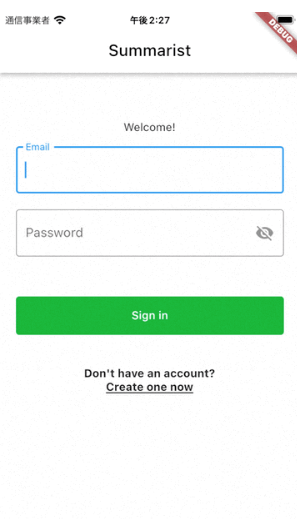 通信事業者 午後2:27
DEBUG
Summarist
Welcome!
Email
Password
Sign in
Don't have an account?
Create one now